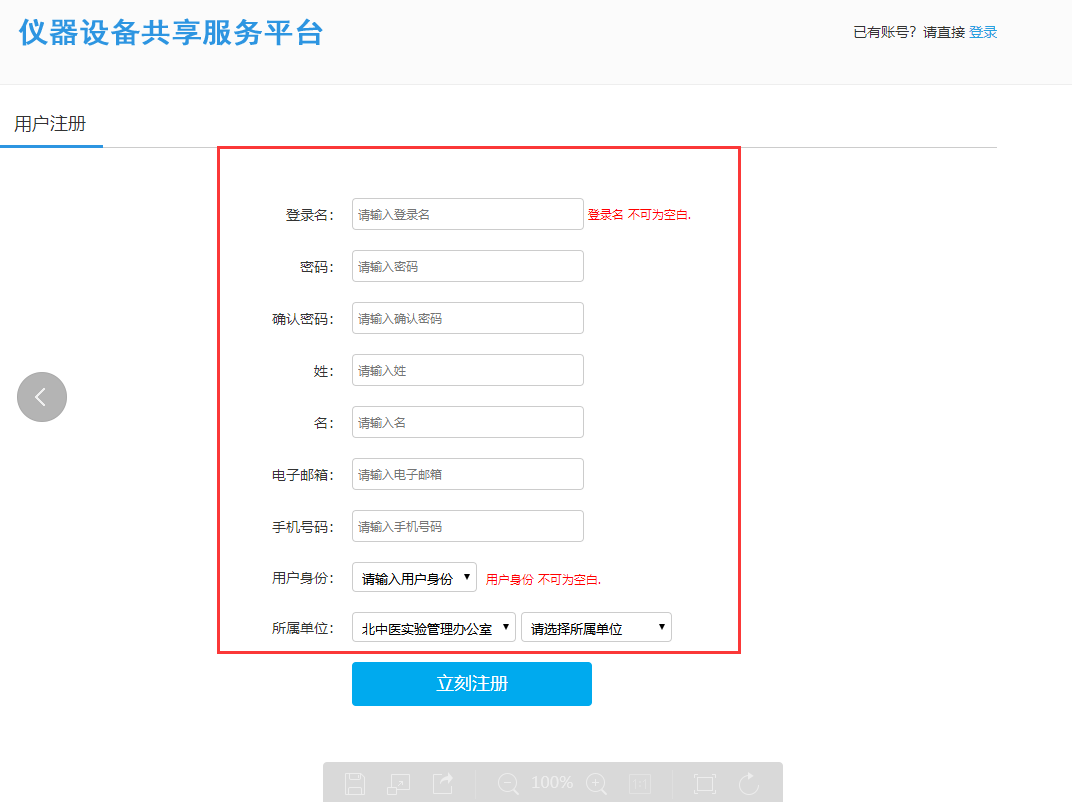 仪器设备共享服务平台
已有账号？请直接 登录
用户注册
登录名： 请输入登录名 登录名 不可为空白.
密码： 请输入密码
确认密码： 请输入确认密码
姓： 请输入姓
名： 请输入名
电子邮箱： 请输入电子邮箱
手机号码： 请输入手机号码
用户身份： 请输入用户身份 用户身份 不可为空白.
所属单位： 北中医实验管理办公室 请选择所属单位
立刻注册
100%